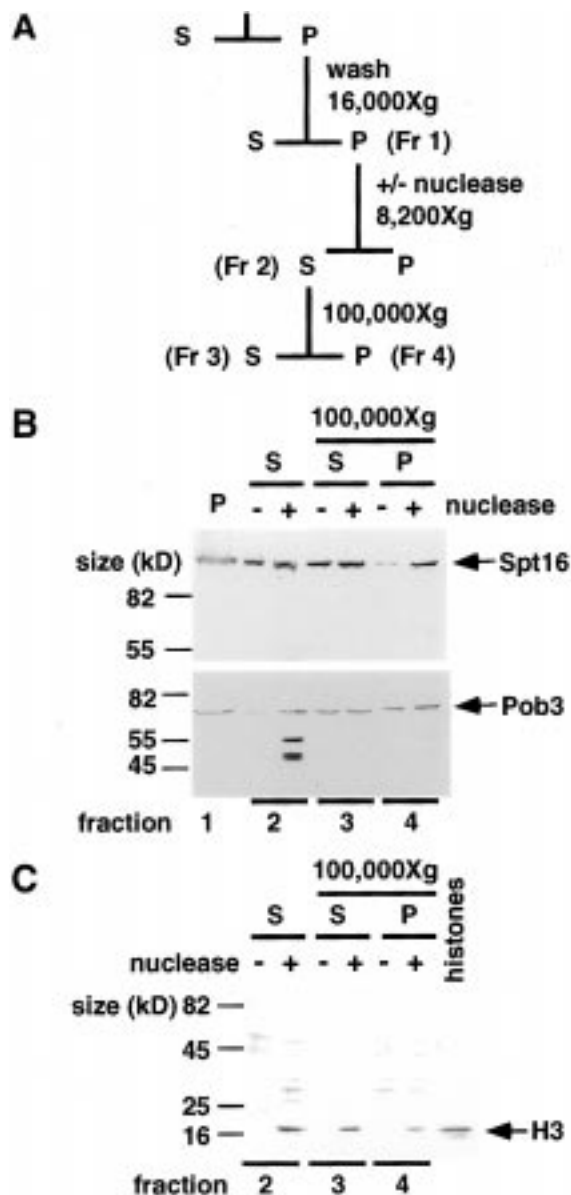 A
S P
wash
16,000Xg
S P (Fr 1)
+/- nuclease
8,200Xg
(Fr 2) S P
100,000Xg
(Fr 3) S P (Fr 4)
B
100,000Xg
S S P
P - + - + - + nuclease
size (kD)
Spt16
82
55
82
Pob3
55
45
fraction 1 2 3 4
C
100,000Xg
S S P
histones
nuclease - + - + - +
size (kD) 82
45
25
16
H3
fraction 2 3 4